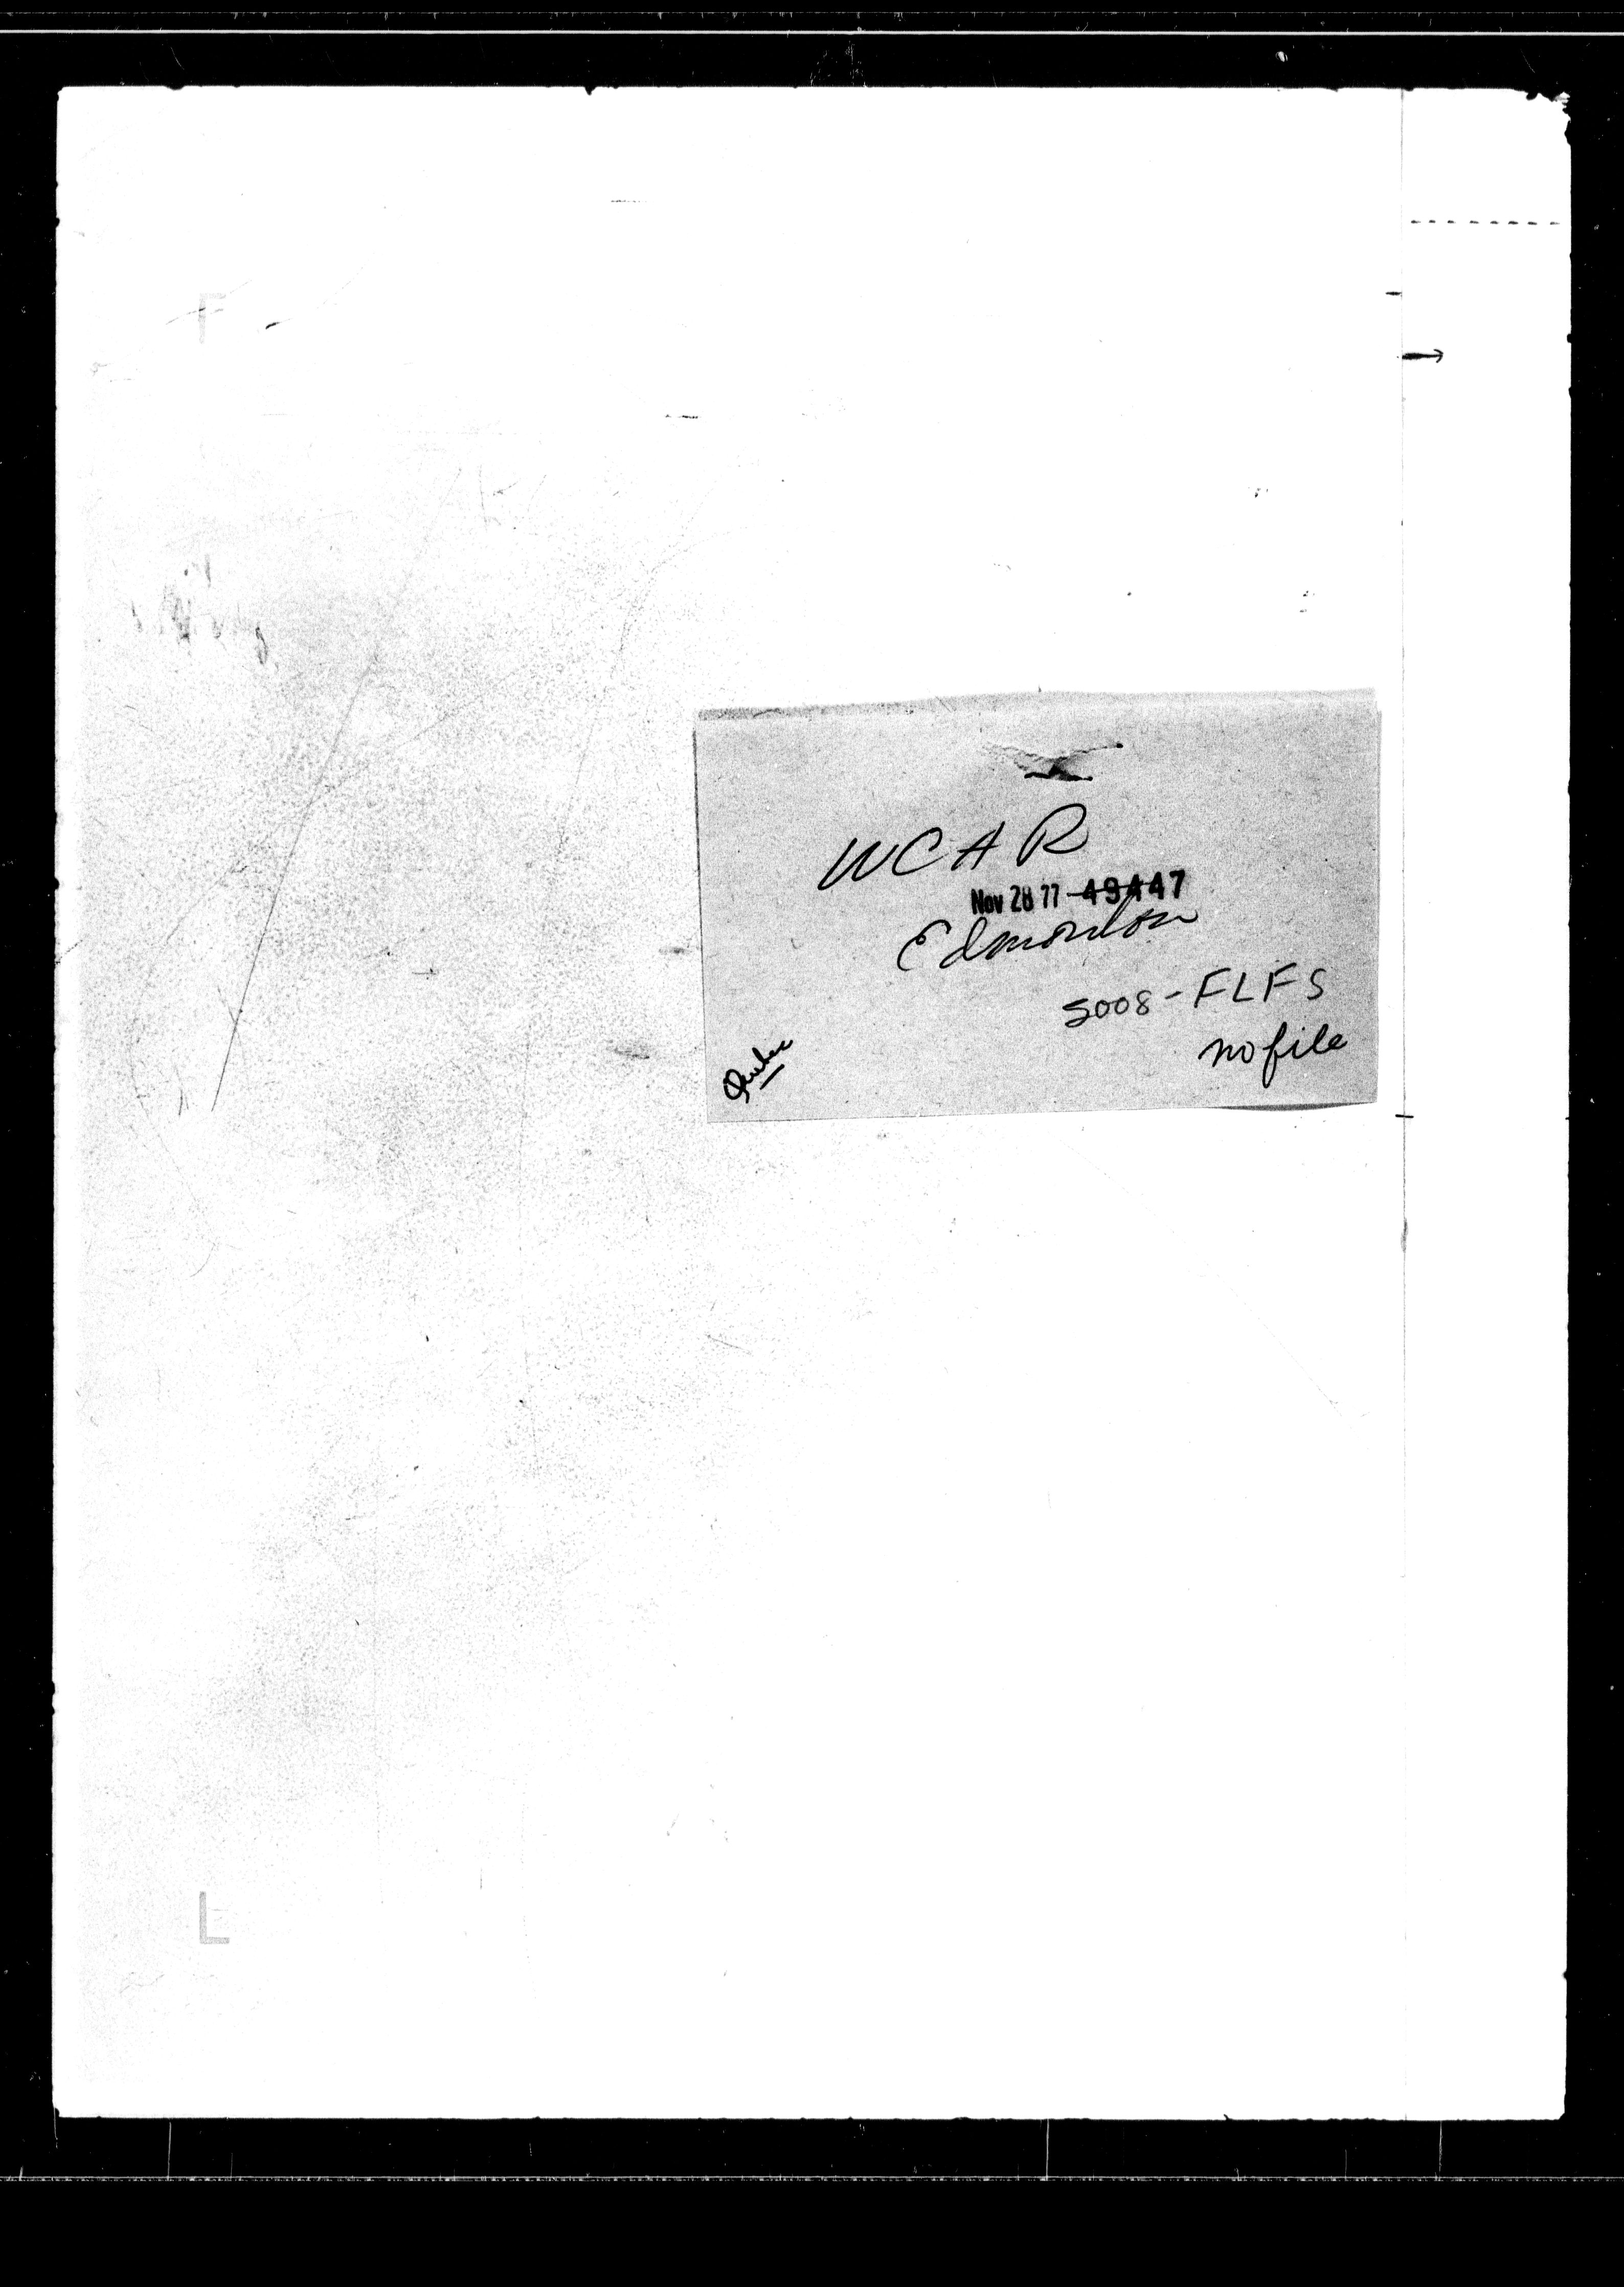 F
WCAR
Nov 28 77 49447
Edmonton
5008-FLFS
no file
L